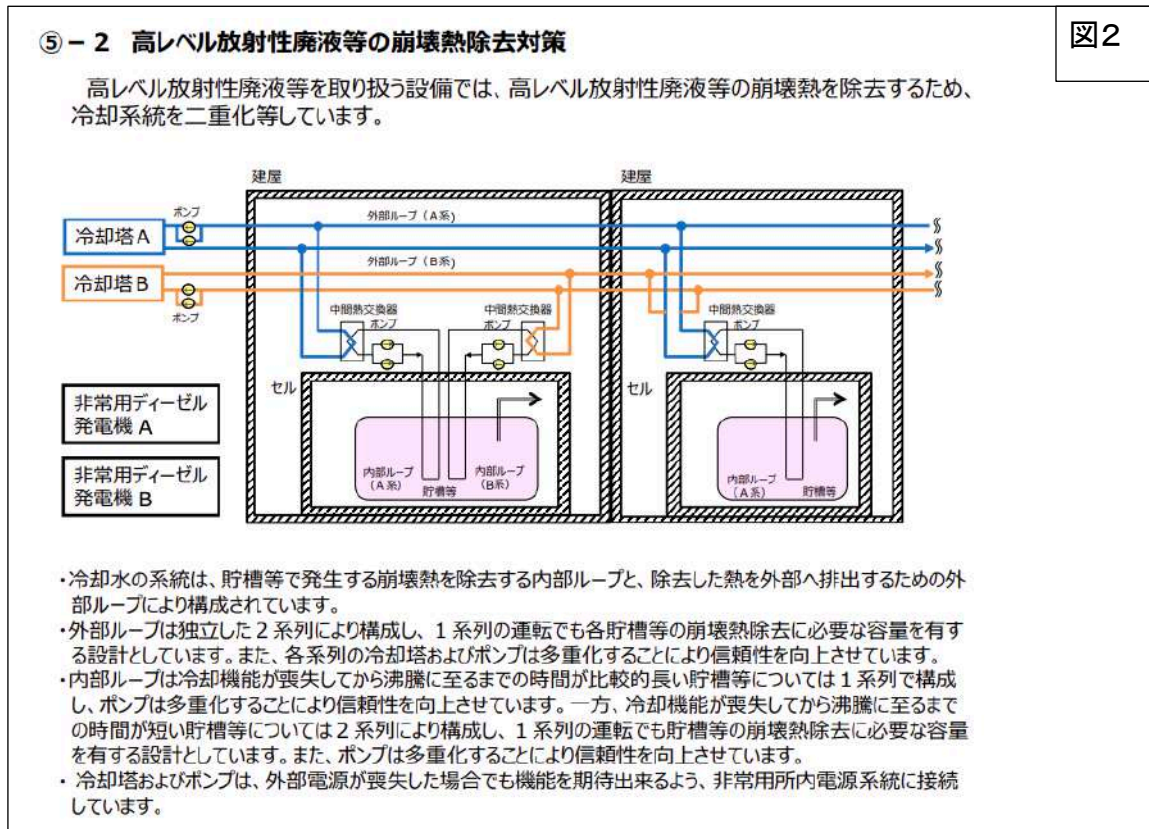 図2
⑤－２ 高レベル放射性廃液等の崩壊熱除去対策
高レベル放射性廃液等を取り扱う設備では、高レベル放射性廃液等の崩壊熱を除去するため、
冷却系統を二重化等しています。
建屋
建屋
ポンプ
外部ループ（A系）
冷却塔A
外部ループ（B系）
冷却塔B
ポンプ
中間熱交換器
中間熱交換器
中間熱交換器
ポンプ
ポンプ
ポンプ
セル
セル
非常用ディーゼル
発電機 A
非常用ディーゼル
発電機 B
内部ループ
（A系）
貯槽等
内部ループ
（B系）
内部ループ
（A系）
貯槽等
・冷却水の系統は、貯槽等で発生する崩壊熱を除去する内部ループと、除去した熱を外部へ排出するための外
部ループにより構成されています。
・外部ループは独立した２系列により構成し、１系列の運転でも各貯槽等の崩壊熱除去に必要な容量を有す
る設計としています。また、各系列の冷却塔およびポンプは多重化することにより信頼性を向上させています。
・内部ループは冷却機能が喪失してから沸騰に至るまでの時間が比較的長い貯槽等については１系列で構成
し、ポンプは多重化することにより信頼性を向上させています。一方、冷却機能が喪失してから沸騰に至るまで
の時間が短い貯槽等については２系列により構成し、１系列の運転でも貯槽等の崩壊熱除去に必要な容量
を有する設計としています。また、ポンプは多重化することにより信頼性を向上させています。
・ 冷却塔およびポンプは、外部電源が喪失した場合でも機能を期待出来るよう、非常用所内電源系統に接続
しています。